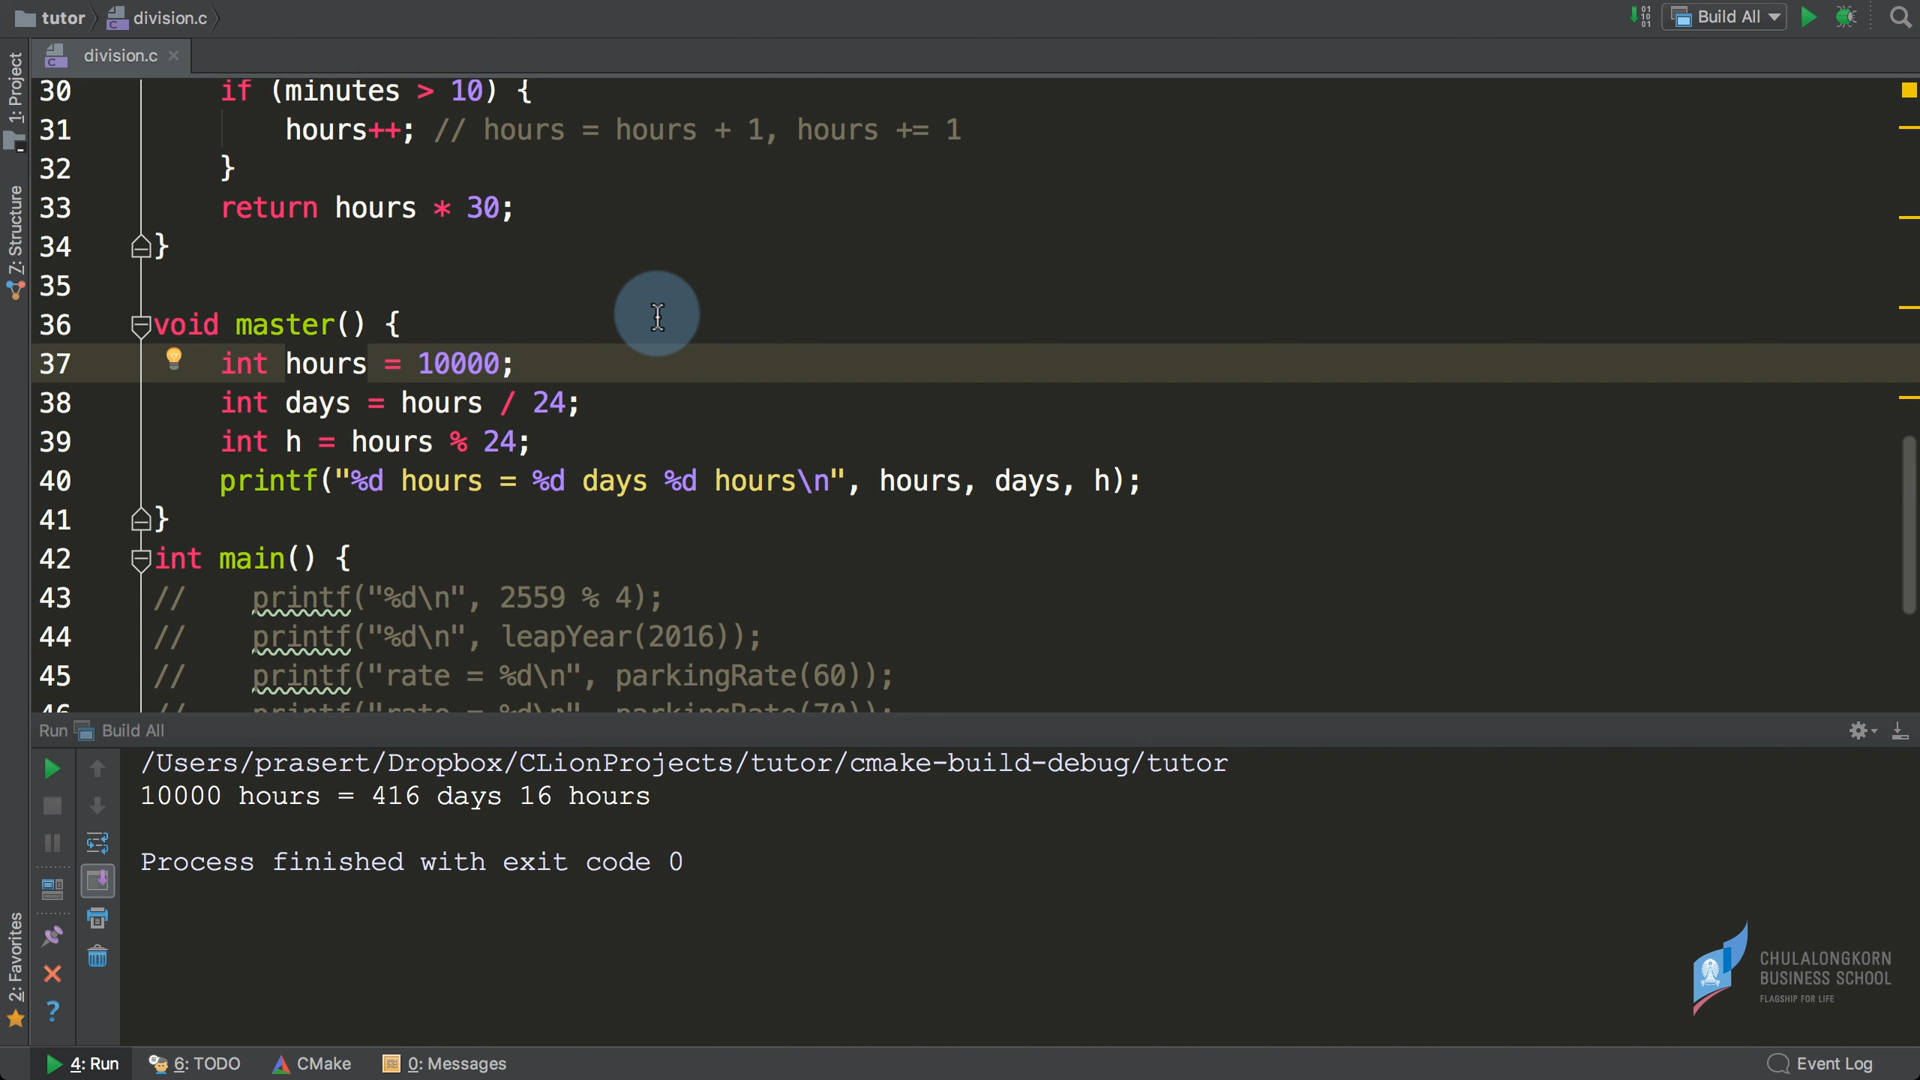 tutor division.c
Build All
division.c
1: Project
Z: Structure
2: Favorites
30 if (minutes > 10) {
31 hours++; // hours = hours + 1, hours += 1
32 }
33 return hours * 30;
34 }
35
36 void master() {
37 int hours = 10000;
38 int days = hours / 24;
39 int h = hours % 24;
40 printf("%d hours = %d days %d hours\n", hours, days, h);
41 }
42 int main() {
43 // printf("%d\n", 2559 % 4);
44 // printf("%d\n", leapYear(2016));
45 // printf("rate = %d\n", parkingRate(60));
46 // printf("rate = %d\n", parkingRate(70));
Run Build All
/Users/prasert/Dropbox/CLionProjects/tutor/cmake-build-debug/tutor
10000 hours = 416 days 16 hours
Process finished with exit code 0
CHULALONGKORN
BUSINESS SCHOOL
FLAGSHIP FOR LIFE
4: Run 6: TODO CMake 0: Messages Event Log